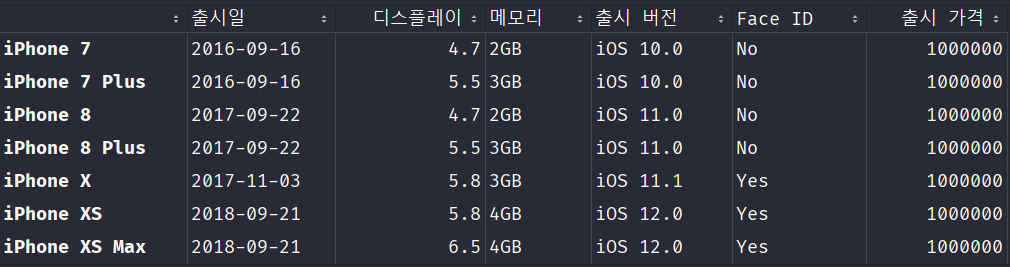 출시일 디스플레이 메모리 출시 버전 Face ID 출시 가격
iPhone 7 2016-09-16 4.7 2GB iOS 10.0 No 1000000
iPhone 7 Plus 2016-09-16 5.5 3GB iOS 10.0 No 1000000
iPhone 8 2017-09-22 4.7 2GB iOS 11.0 No 1000000
iPhone 8 Plus 2017-09-22 5.5 3GB iOS 11.0 No 1000000
iPhone X 2017-11-03 5.8 3GB iOS 11.1 Yes 1000000
iPhone XS 2018-09-21 5.8 4GB iOS 12.0 Yes 1000000
iPhone XS Max 2018-09-21 6.5 4GB iOS 12.0 Yes 1000000